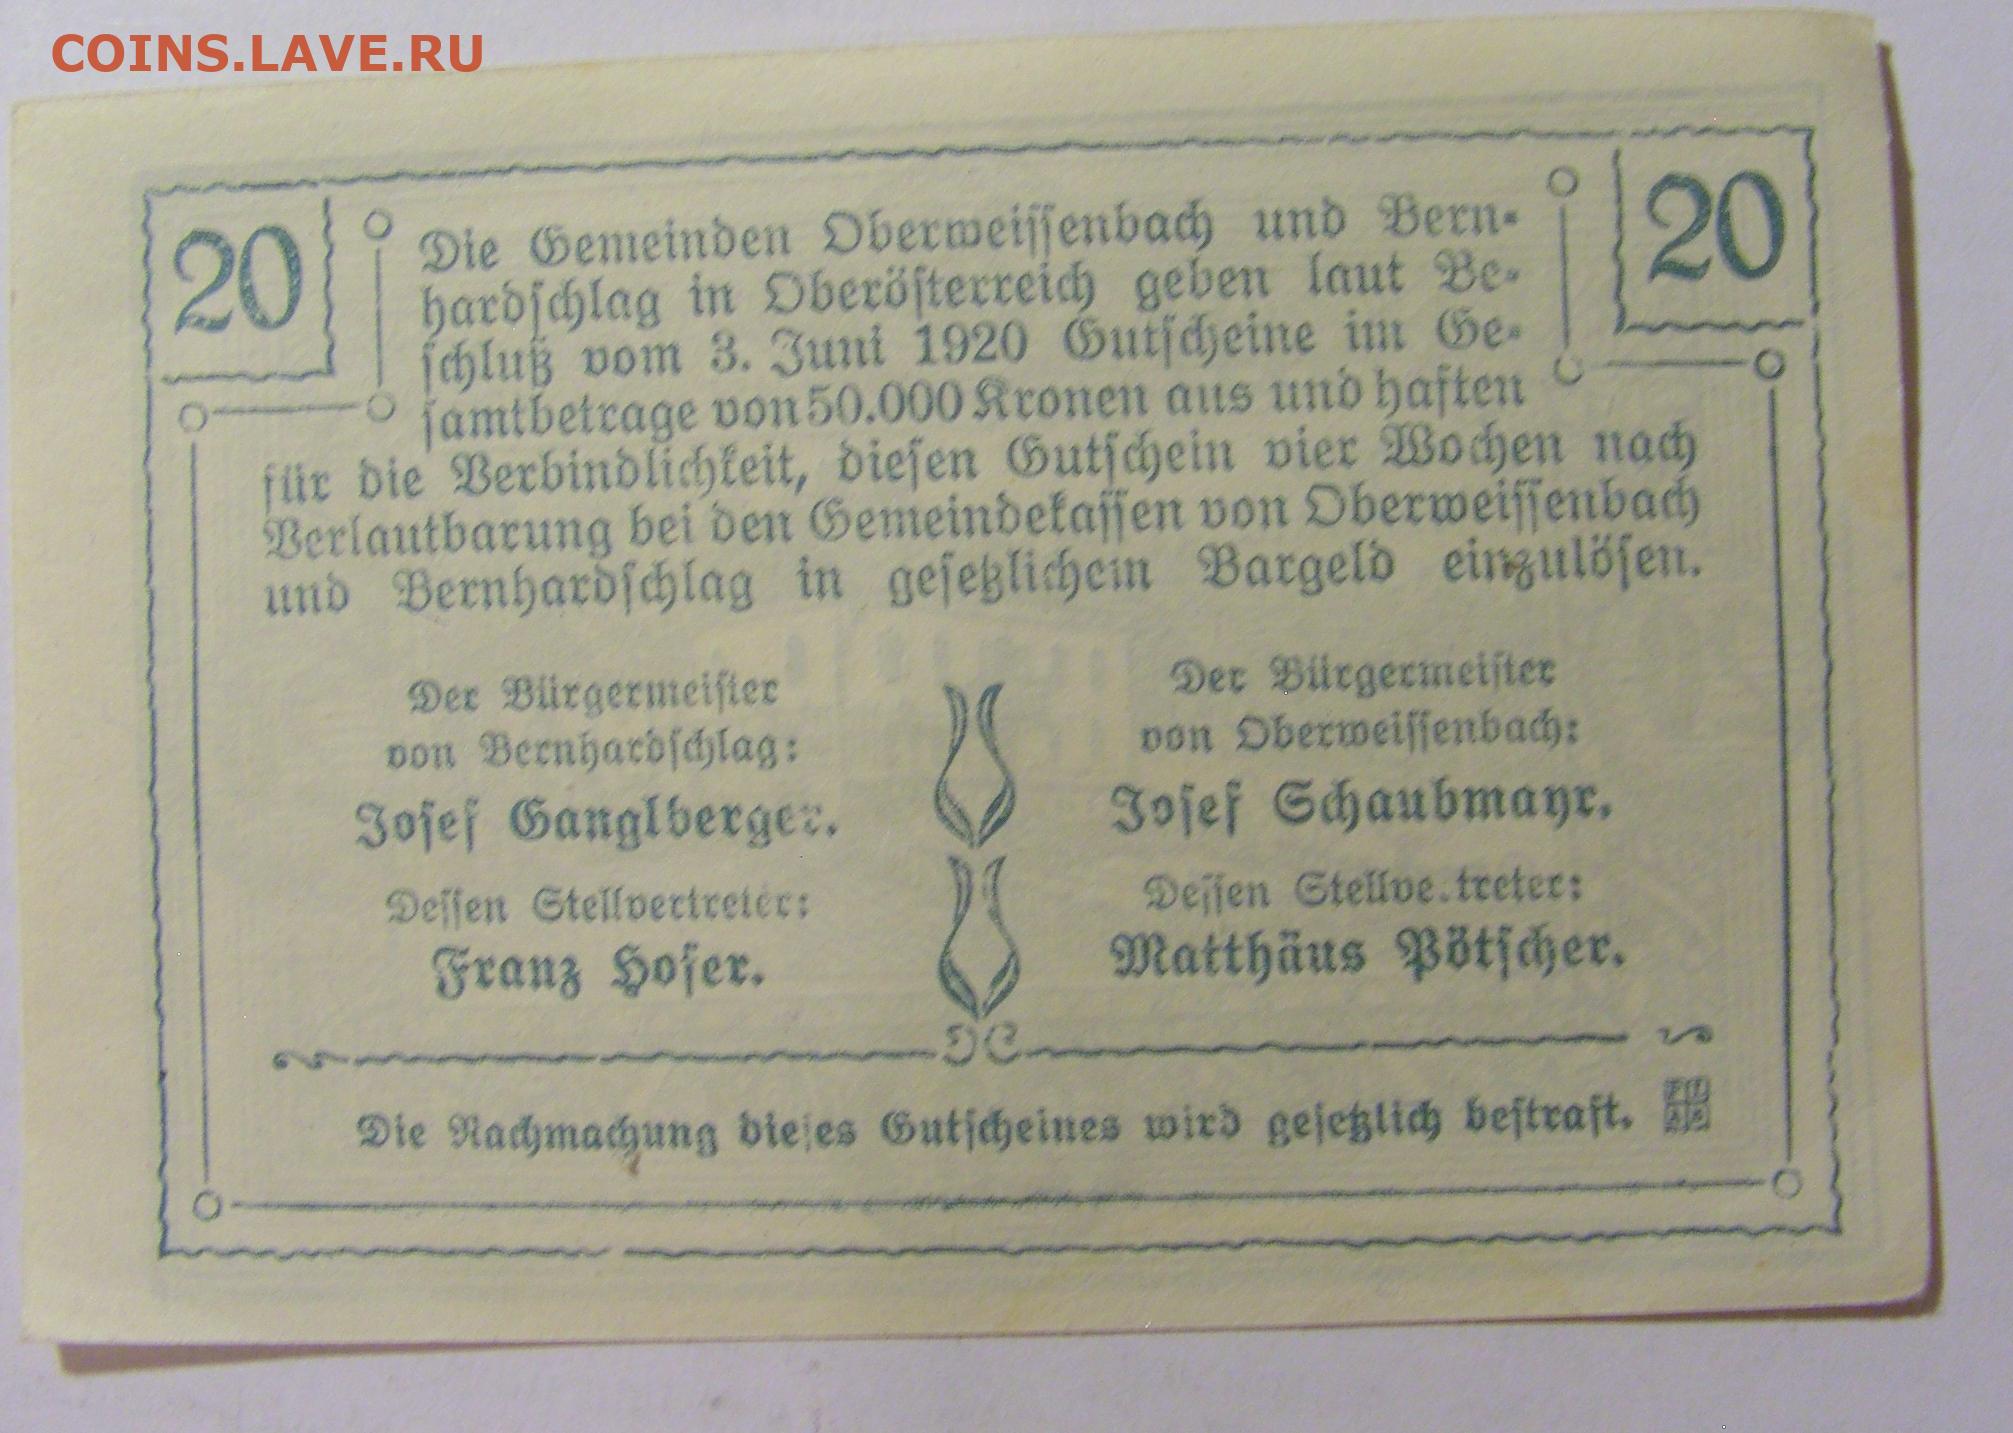 COINS.LAVE.RU
20
20
Die Gemeinden Oberweissenbach und Bern-
hardschlag in Oberösterreich geben laut Be-
schluß vom 3. Juni 1920 Gutscheine im Ge-
samtbetrage von 50.000 Kronen aus und haften
für die Verbindlichkeit, diesen Gutschein vier Wochen nach
Verlautbarung bei den Gemeindekassen von Oberweissenbach
und Bernhardschlag in gesetzlichem Bargeld einzulösen.
Der Bürgermeister
von Bernhardschlag:
Josef Ganglberger.
Dessen Stellvertreter:
Franz Hofer.
Der Bürgermeister
von Oberweissenbach:
Josef Schaubmayr.
Dessen Stellvertreter:
Matthäus Pötscher.
Die Nachmachung dieses Gutscheines wird gesetzlich bestraft.